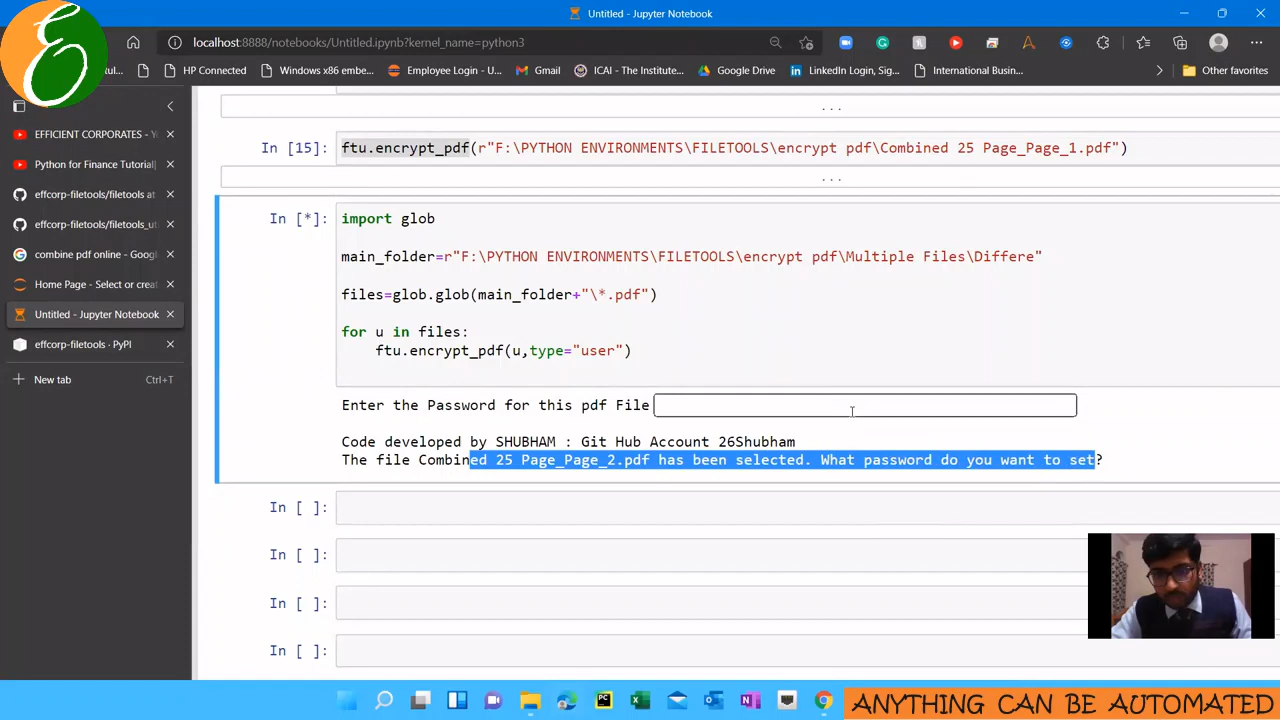 Untitled - Jupyter Notebook
localhost:8888/notebooks/Untitled.ipynb?kernel_name=python3
tul...
HP Connected
Windows x86 embe...
Employee Login - U...
Gmail
ICAI - The Institute...
Google Drive
LinkedIn Login, Sig...
International Busin...
Other favorites
EFFICIENT CORPORATES - Yo
Python for Finance Tutorial|
effcorp-filetools/filetools at
effcorp-filetools/filetools_ut
combine pdf online - Google
Home Page - Select or creat
Untitled - Jupyter Notebook
effcorp-filetools · PyPI
New tab Ctrl+T
...
In [15]: ftu.encrypt_pdf(r"F:\PYTHON ENVIRONMENTS\FILETOOLS\encrypt pdf\Combined 25 Page_Page_1.pdf")
...
In [*]: import glob
main_folder=r"F:\PYTHON ENVIRONMENTS\FILETOOLS\encrypt pdf\Multiple Files\Differe"
files=glob.glob(main_folder+"\*.pdf")
for u in files:
ftu.encrypt_pdf(u,type="user")
Enter the Password for this pdf File
Code developed by SHUBHAM : Git Hub Account 26Shubham
The file Combined 25 Page_Page_2.pdf has been selected. What password do you want to set?
In [ ]:
In [ ]:
In [ ]:
In [ ]:
ANYTHING CAN BE AUTOMATED